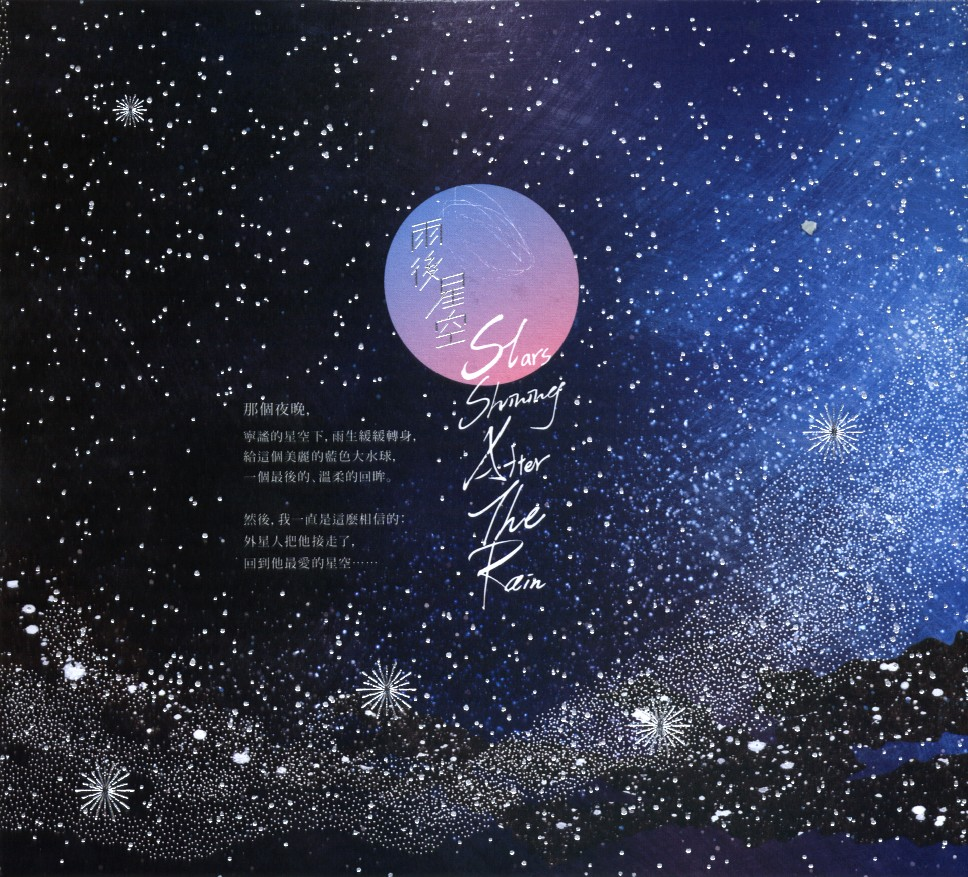 雨後星空
Stars
Shining
After
The
Rain
那個夜晚,
寧謐的星空下, 雨生緩緩轉身,
給這個美麗的藍色大水球,
一個最後的、溫柔的回眸。
然後, 我一直是這麼相信的:
外星人把他接走了,
回到他最愛的星空……